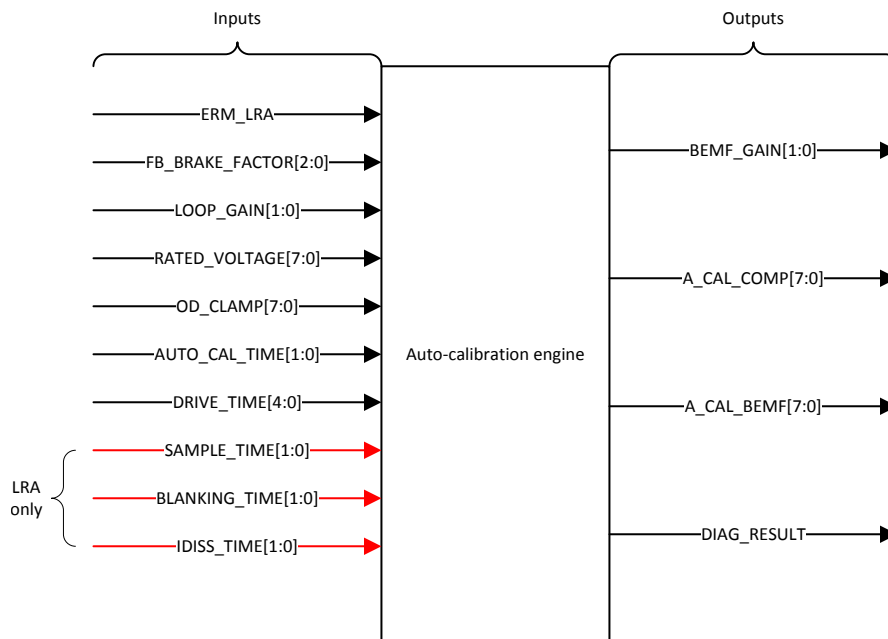 Inputs
Outputs
ERM_LRA
FB_BRAKE_FACTOR[2:0]
LOOP_GAIN[1:0]
RATED_VOLTAGE[7:0]
OD_CLAMP[7:0]
AUTO_CAL_TIME[1:0]
DRIVE_TIME[4:0]
SAMPLE_TIME[1:0]
BLANKING_TIME[1:0]
IDISS_TIME[1:0]
LRA
only
Auto-calibration engine
BEMF_GAIN[1:0]
A_CAL_COMP[7:0]
A_CAL_BEMF[7:0]
DIAG_RESULT